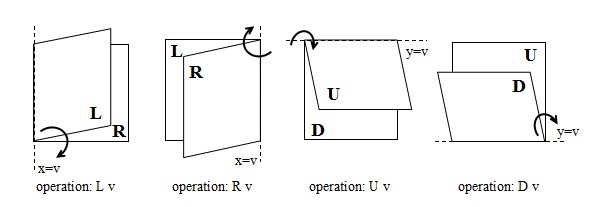 L
R
x=v
operation: L v
L
R
x=v
operation: R v
y=v
U
D
operation: U v
U
D
y=v
operation: D v